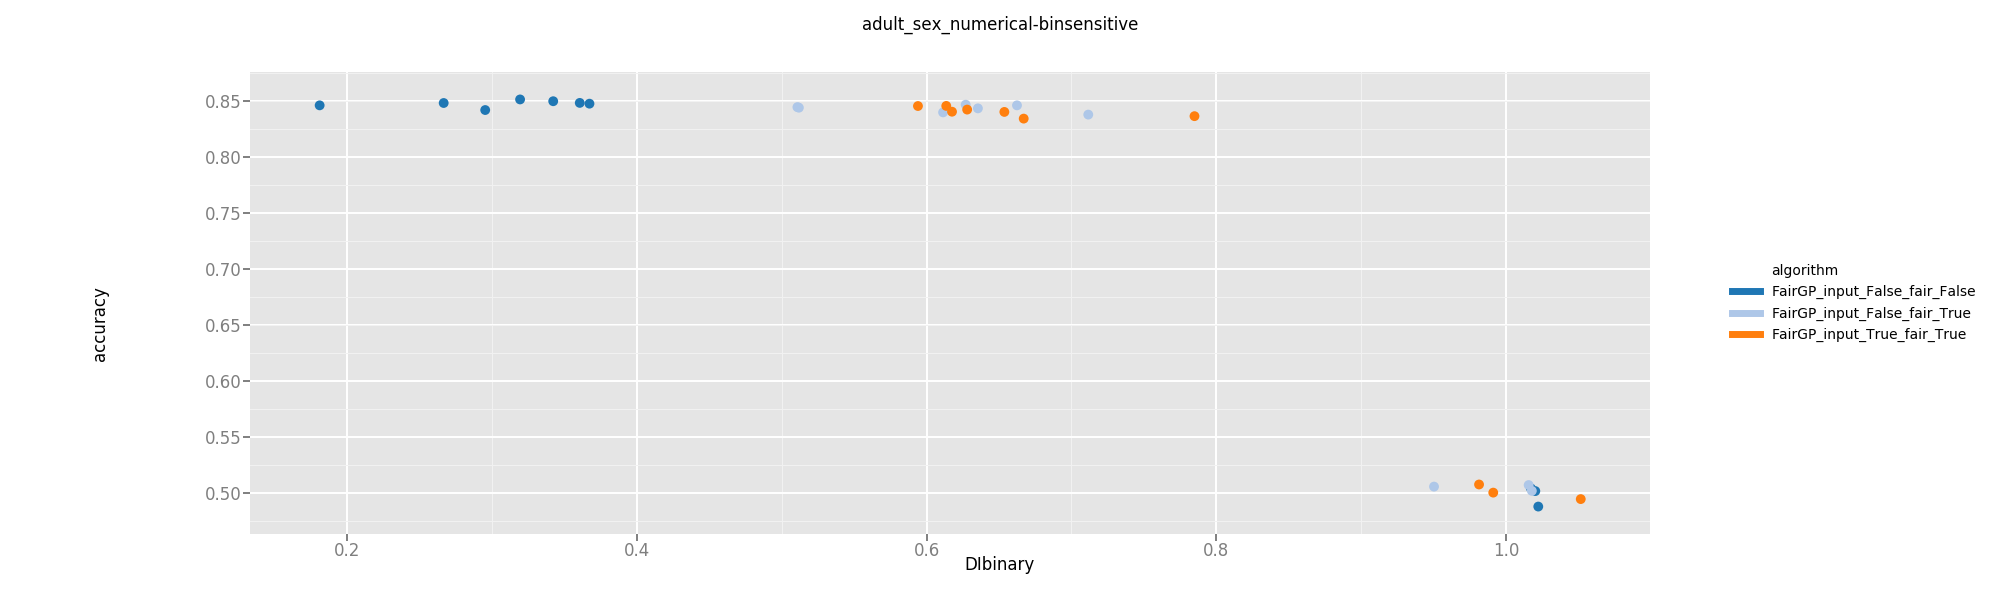 adult_sex_numerical-binsensitive
accuracy
0.85
0.80
0.75
0.70
0.65
0.60
0.55
0.50
0.2 0.4 0.6 0.8 1.0
DIbinary
algorithm
FairGP_input_False_fair_False
FairGP_input_False_fair_True
FairGP_input_True_fair_True